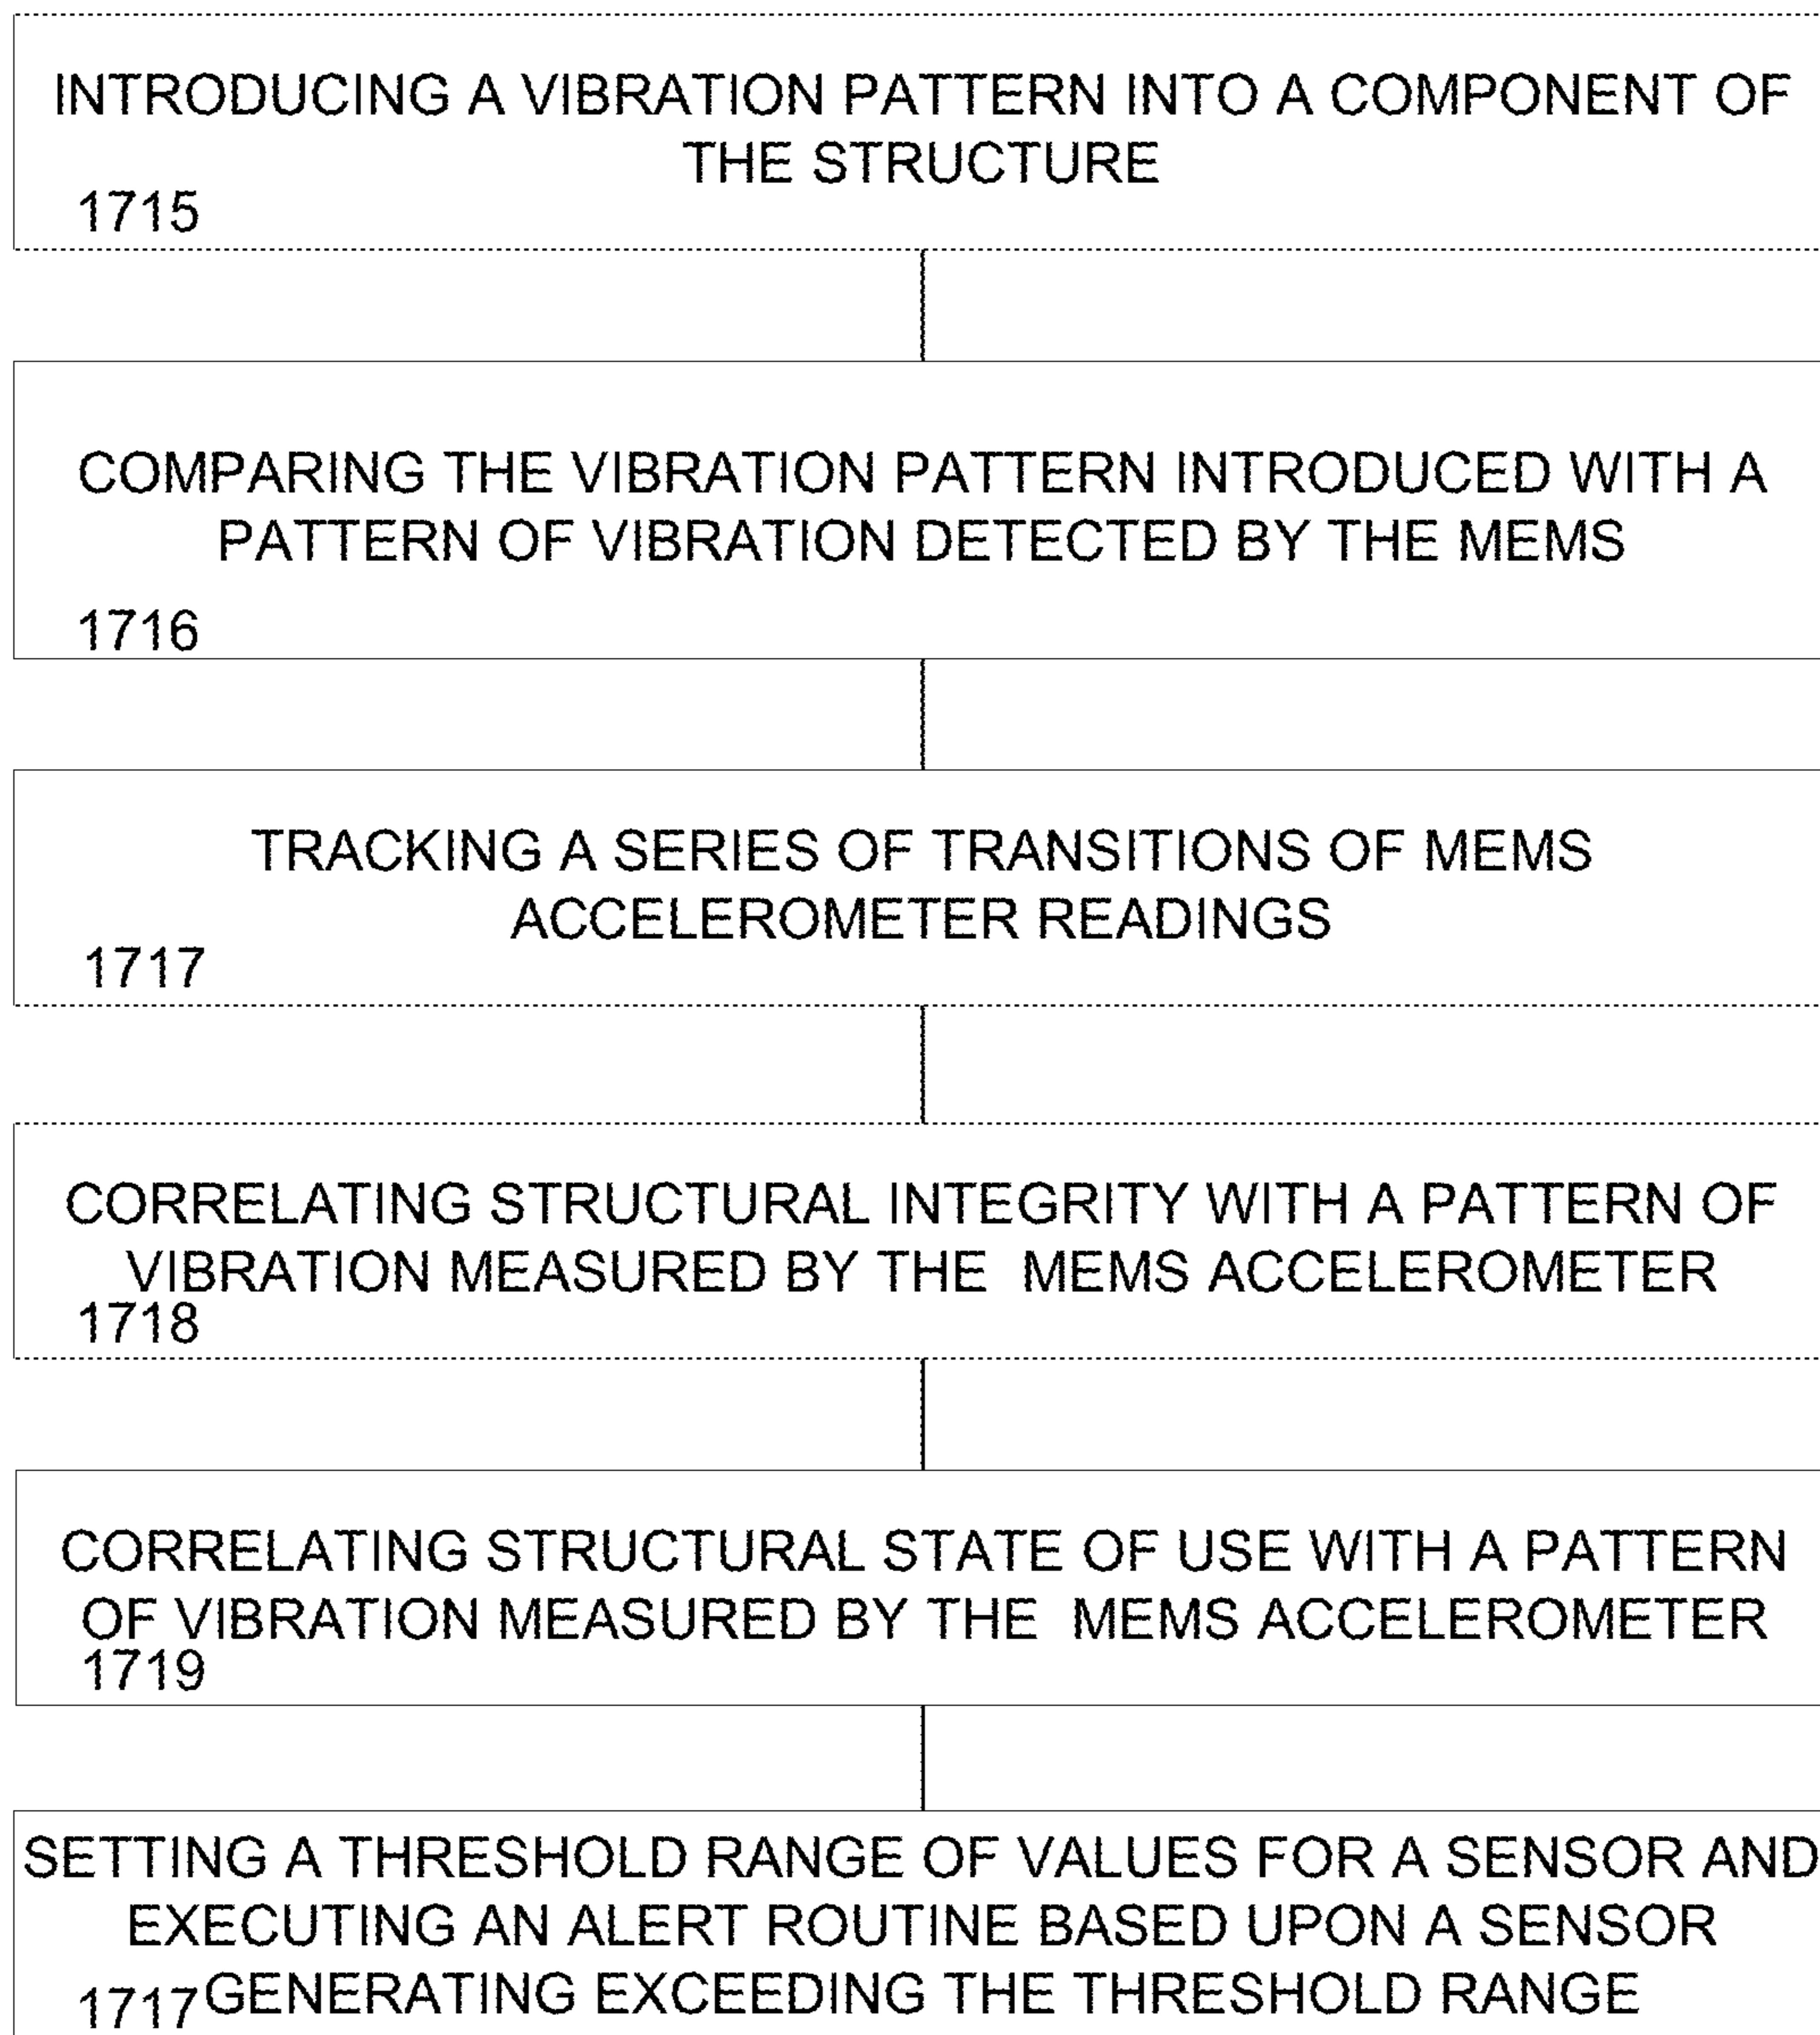 INTRODUCING A VIBRATION PATTERN INTO A COMPONENT OF
THE STRUCTURE
1715
COMPARING THE VIBRATION PATTERN INTRODUCED WITH A
PATTERN OF VIBRATION DETECTED BY THE MEMS
1716
TRACKING A SERIES OF TRANSITIONS OF MEMS
ACCELEROMETER READINGS
1717
CORRELATING STRUCTURAL INTEGRITY WITH A PATTERN OF
VIBRATION MEASURED BY THE MEMS ACCELEROMETER
1718
CORRELATING STRUCTURAL STATE OF USE WITH A PATTERN
OF VIBRATION MEASURED BY THE MEMS ACCELEROMETER
1719
SETTING A THRESHOLD RANGE OF VALUES FOR A SENSOR AND
EXECUTING AN ALERT ROUTINE BASED UPON A SENSOR
1717 GENERATING EXCEEDING THE THRESHOLD RANGE